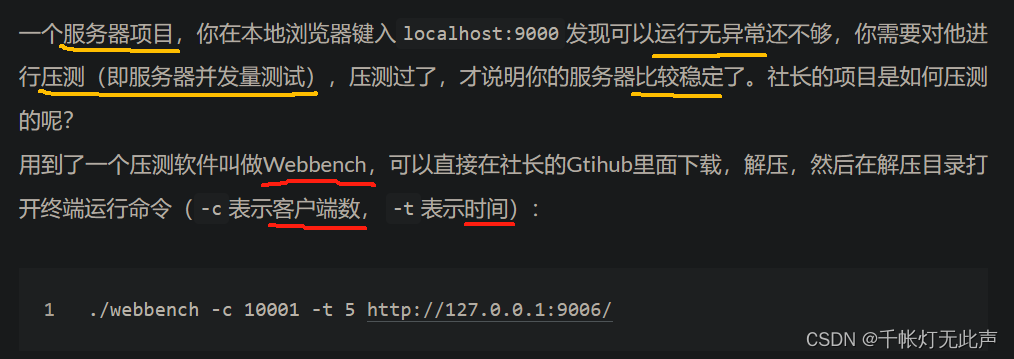 一个服务器项目，你在本地浏览器键入 localhost:9000 发现可以运行无异常还不够，你需要对他进
行压测（即服务器并发量测试），压测过了，才说明你的服务器比较稳定了。社长的项目是如何压测
的呢？
用到了一个压测软件叫做Webbench，可以直接在社长的Gtihub里面下载，解压，然后在解压目录打
开终端运行命令（ -c 表示客户端数， -t 表示时间）：
1 ./webbench -c 10001 -t 5 http://127.0.0.1:9006/
CSDN @千帐灯无此声